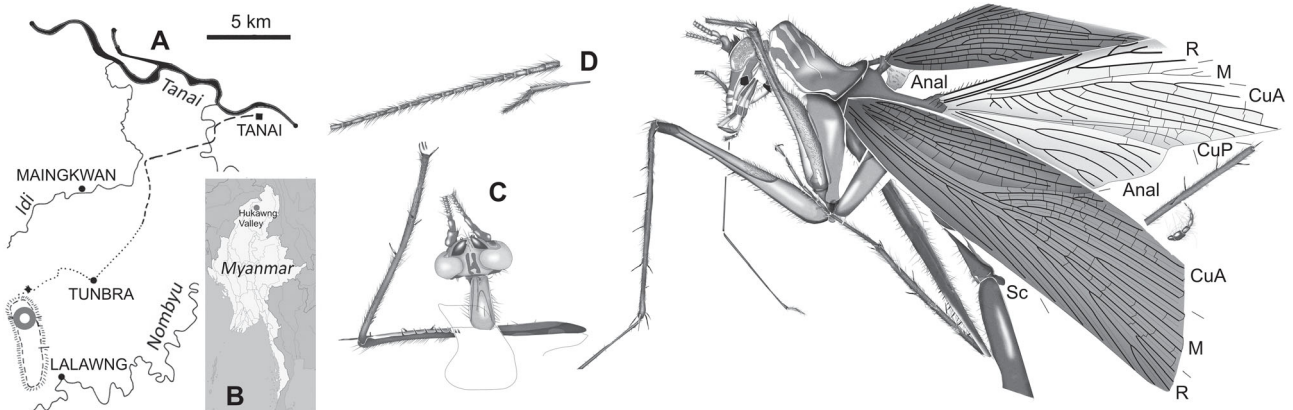 A
5 km
Tanai
TANAI
MAINGKWAN
Idi
TUNBRA
Nombyu
LALAWNG
Hukawng
Valley
Myanmar
B
C
D
Anal
R
M
CuA
CuP
Anal
Sc
CuA
M
R